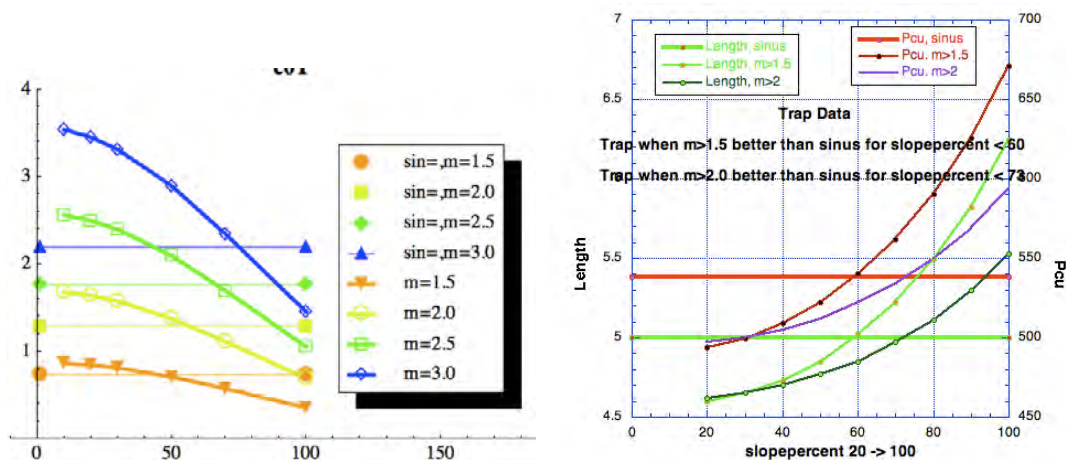 4
3
2
1
0
50
100
150
sin=,m=1.5
sin=,m=2.0
sin=,m=2.5
sin=,m=3.0
m=1.5
m=2.0
m=2.5
m=3.0
7
6.5
5.5
5
4.5
Length
700
650
600
550
500
450
Pcu
Length, sinus
Length, m>1.5
Length, m>2
Pcu, sinus
Pcu. m>1.5
Pcu. m>2
Trap Data
Trap when m>1.5 better than sinus for slopepercent < 60
Trap when m>2.0 better than sinus for slopepercent < 73
0
20
40
60
80
100
slopepercent 20 -> 100